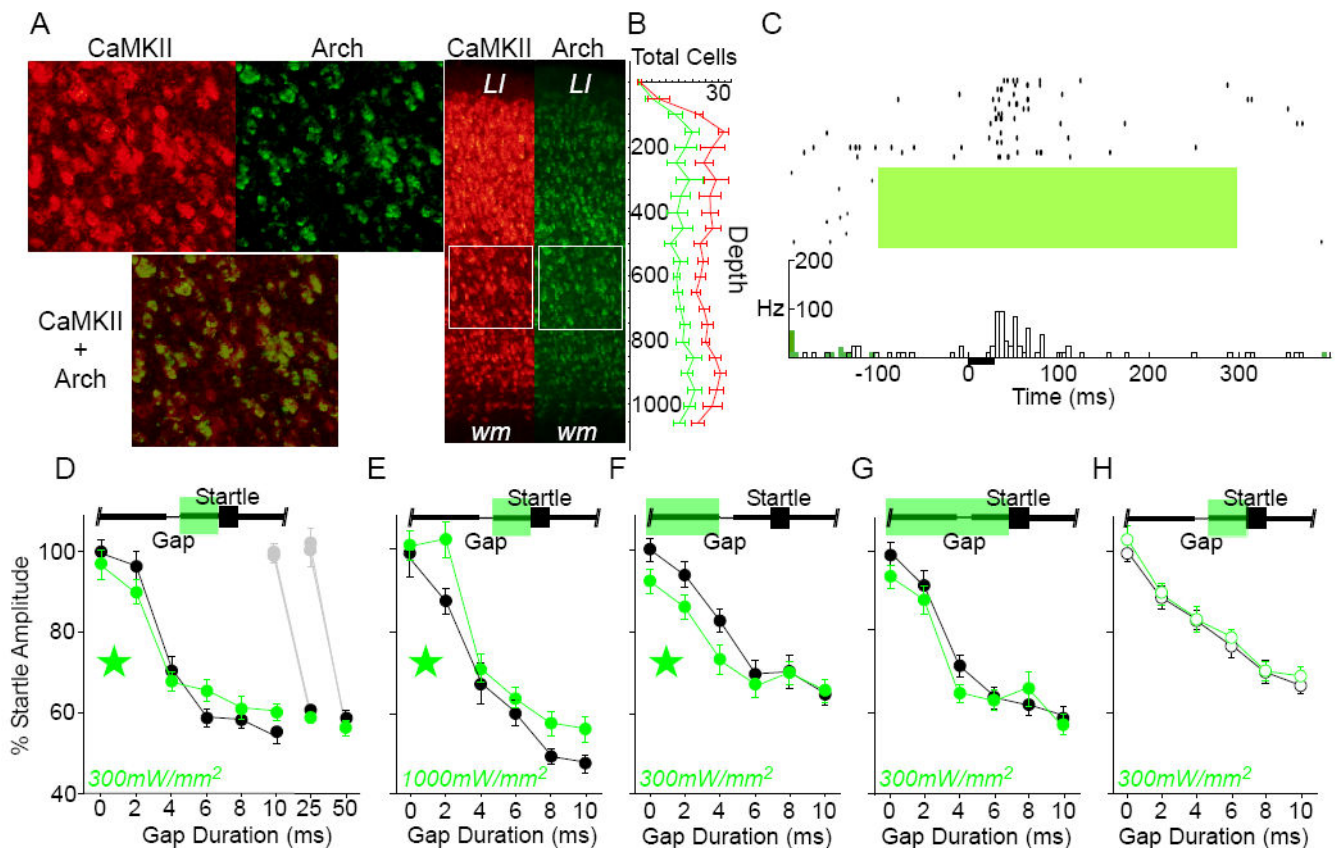 A
CaMKII
Arch
CaMKII
+
Arch
CaMKII
Arch
LI
LI
wm
wm
B
Total Cells
30
200
400
600
800
1000
Depth
C
200
100
Hz
-100
0
100
200
300
400
Time (ms)
D
Startle
Gap
100
80
60
40
% Startle Amplitude
300mW/mm²
0 2 4 6 8 10 25 50
Gap Duration (ms)
E
Startle
Gap
1000mW/mm²
0 2 4 6 8 10
Gap Duration (ms)
F
Startle
Gap
300mW/mm²
0 2 4 6 8 10
Gap Duration (ms)
G
Startle
Gap
300mW/mm²
0 2 4 6 8 10
Gap Duration (ms)
H
Startle
Gap
300mW/mm²
0 2 4 6 8 10
Gap Duration (ms)